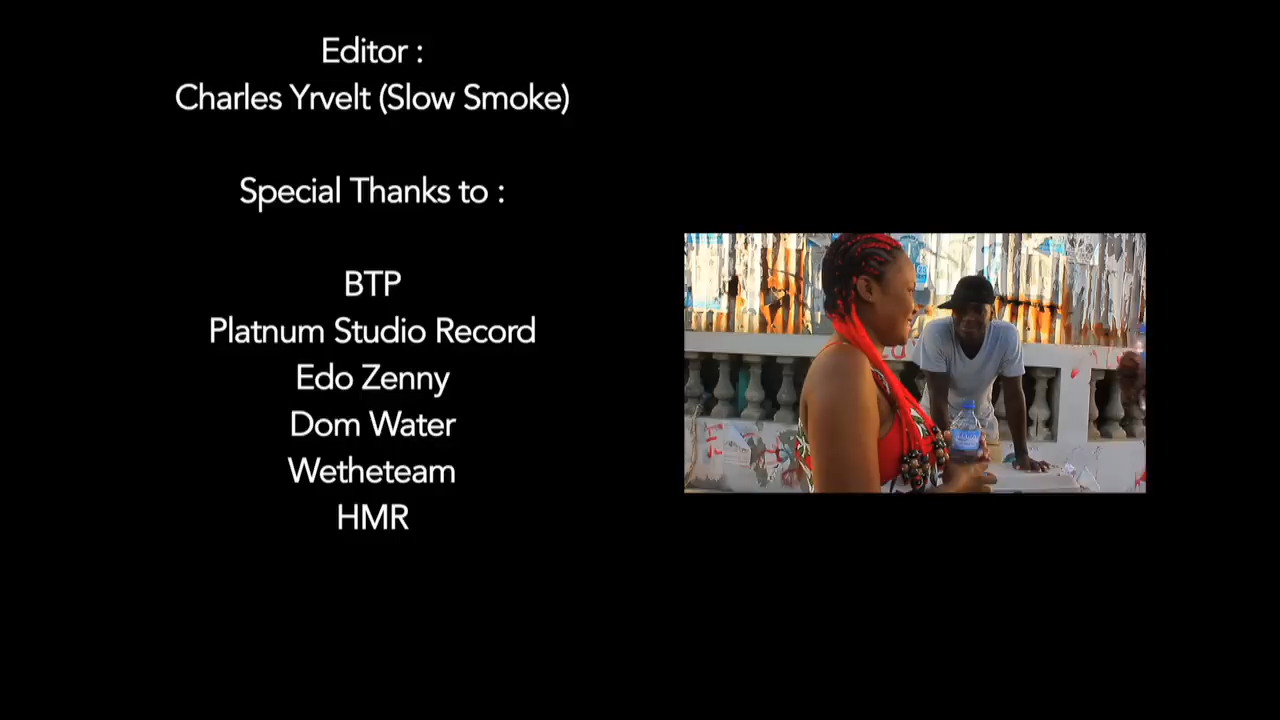 Editor :
Charles Yrvelt (Slow Smoke)
Special Thanks to :
BTP
Platnum Studio Record
Edo Zenny
Dom Water
Wetheteam
HMR